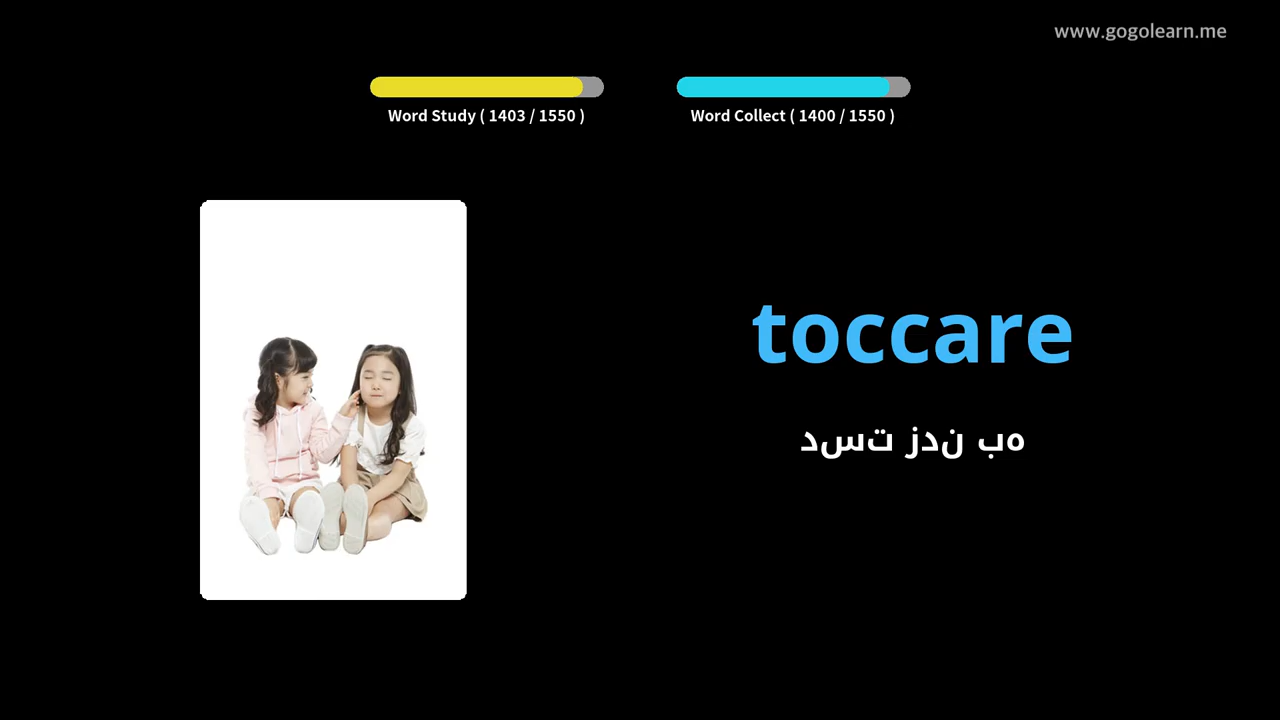 www.gogolearn.me
Word Study ( 1403 / 1550 )
Word Collect ( 1400 / 1550 )
toccare
دست زدن به